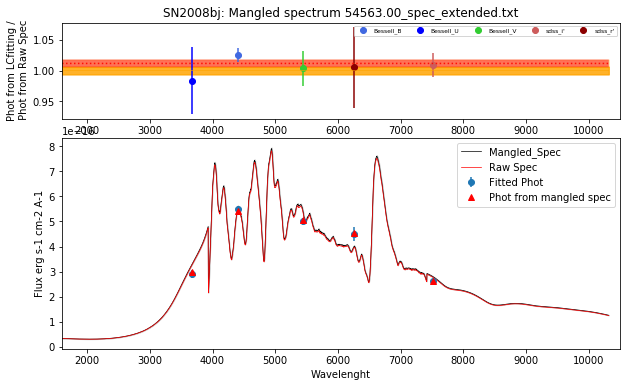 SN2008bj: Mangled spectrum 54563.00_spec_extended.txt
Phot from LCfitting /
Phot from Raw Spec
1.05
1.00
0.95
Bessell_B
Bessell_U
Bessell_V
sdss_i'
sdss_r'
2000 3000 4000 5000 6000 7000 8000 9000 10000
1e-16
Flux erg s-1 cm-2 A-1
8
7
6
5
4
3
2
1
0
Mangled_Spec
Raw Spec
Fitted Phot
Phot from mangled spec
2000 3000 4000 5000 6000 7000 8000 9000 10000
Wavelenght